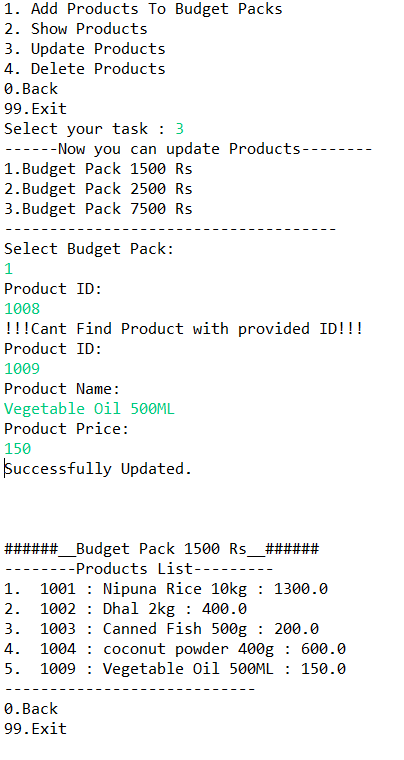 1. Add Products To Budget Packs
2. Show Products
3. Update Products
4. Delete Products
0.Back
99.Exit
Select your task : 3
------Now you can update Products--------
1.Budget Pack 1500 Rs
2.Budget Pack 2500 Rs
3.Budget Pack 7500 Rs
-------------------------------------
Select Budget Pack:
1
Product ID:
1008
!!!Cant Find Product with provided ID!!!
Product ID:
1009
Product Name:
Vegetable Oil 500ML
Product Price:
150
Successfully Updated.
######__Budget Pack 1500 Rs__######
--------Products List---------
1.  1001 : Nipuna Rice 10kg : 1300.0
2.  1002 : Dhal 2kg : 400.0
3.  1003 : Canned Fish 500g : 200.0
4.  1004 : coconut powder 400g : 600.0
5.  1009 : Vegetable Oil 500ML : 150.0
----------------------------
0.Back
99.Exit